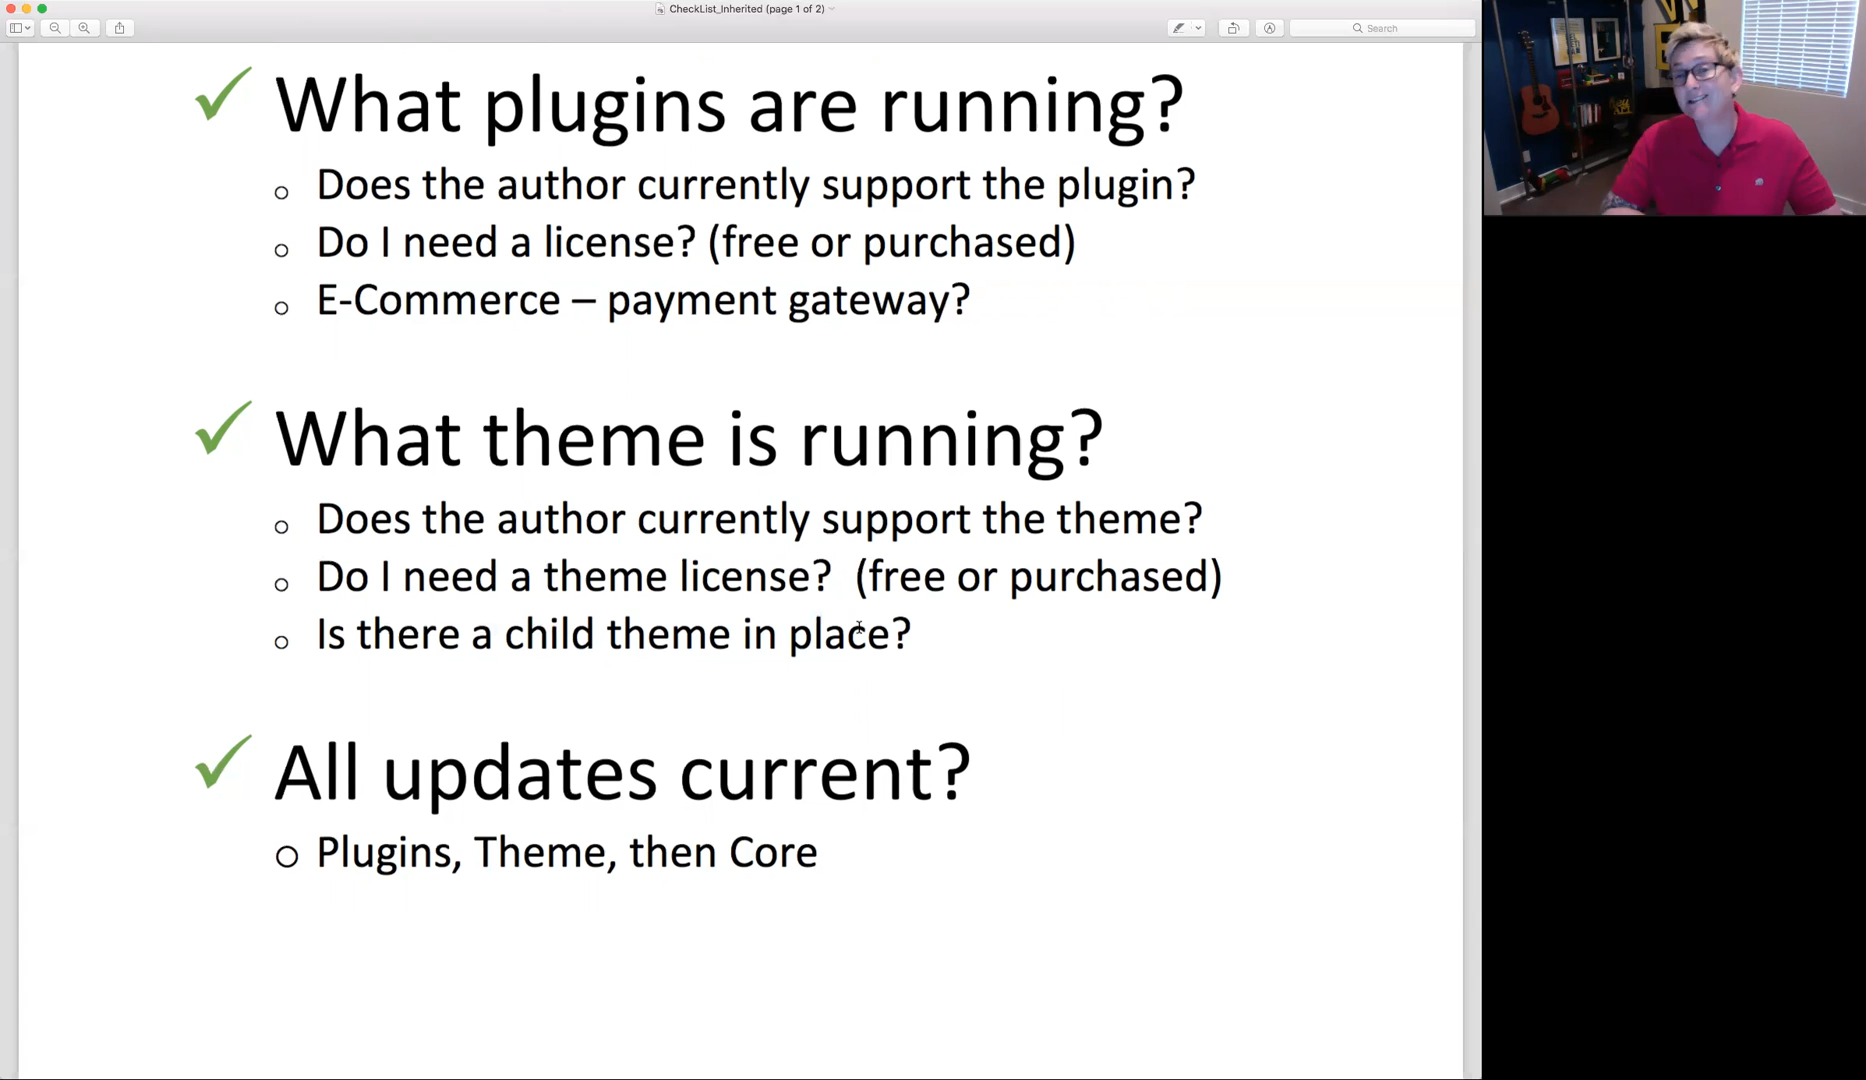 CheckList_Inherited (page 1 of 2)
Search
✓ What plugins are running?
o Does the author currently support the plugin?
o Do I need a license? (free or purchased)
o E-Commerce – payment gateway?
✓ What theme is running?
o Does the author currently support the theme?
o Do I need a theme license?  (free or purchased)
o Is there a child theme in place?
✓ All updates current?
o Plugins, Theme, then Core